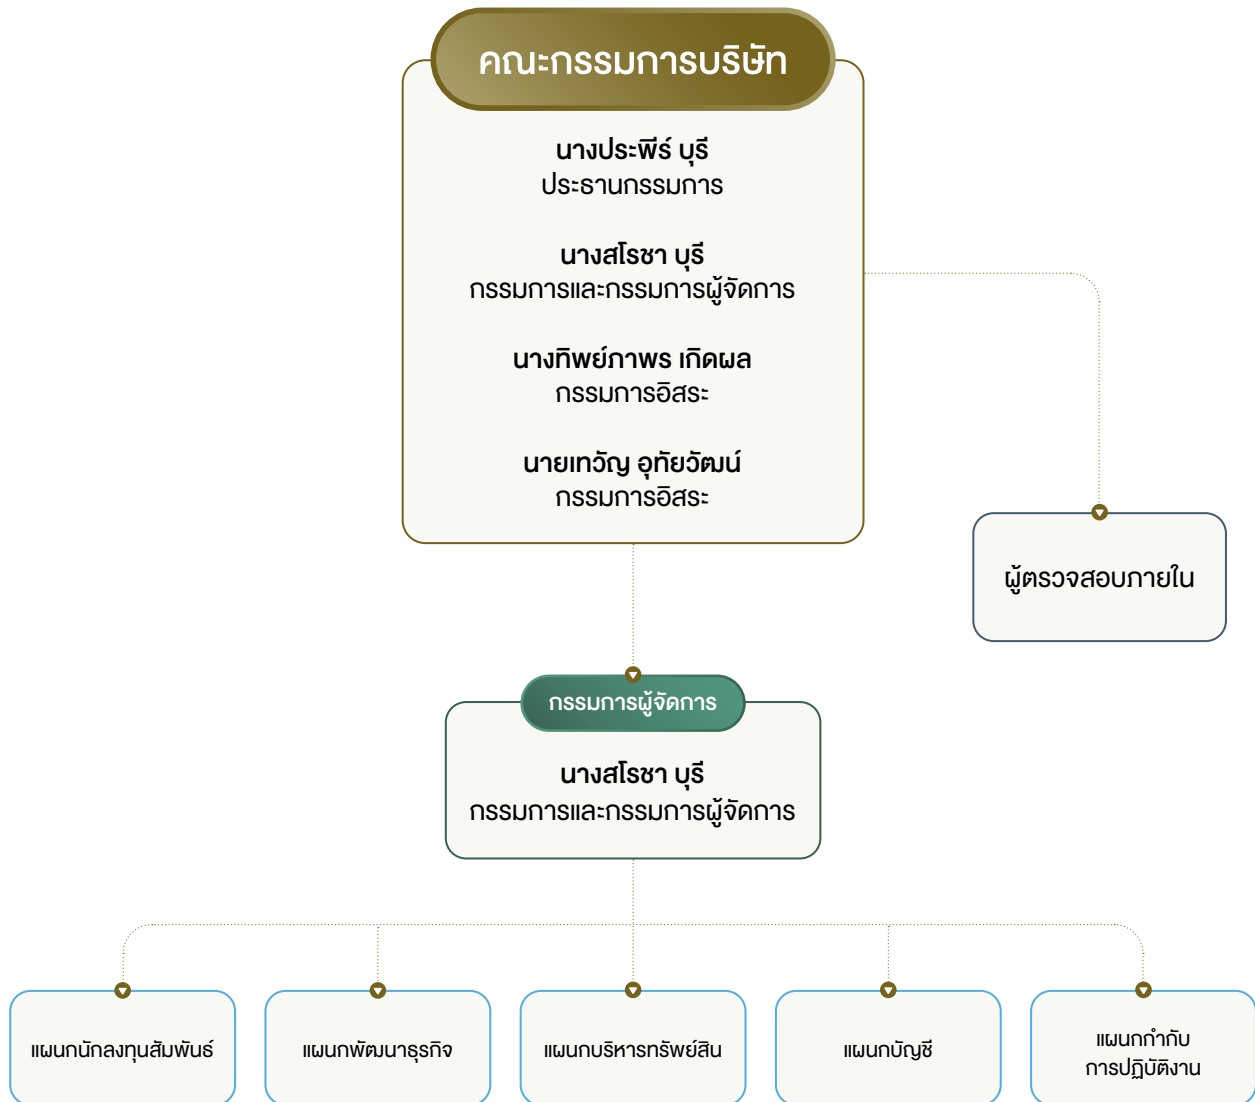 คณะกรรมการบริษัท
นางประพีร์ บุรี
ประธานกรรมการ
นางสโรชา บุรี
กรรมการและกรรมการผู้จัดการ
นางทิพย์ภาพร เกิดผล
กรรมการอิสระ
นายเทวัญ อุทัยวัฒน์
กรรมการอิสระ
ผู้ตรวจสอบภายใน
กรรมการผู้จัดการ
นางสโรชา บุรี
กรรมการและกรรมการผู้จัดการ
แผนกนักลงทุนสัมพันธ์
แผนกพัฒนาธุรกิจ
แผนกบริหารทรัพย์สิน
แผนกบัญชี
แผนกกำกับ
การปฏิบัติงาน